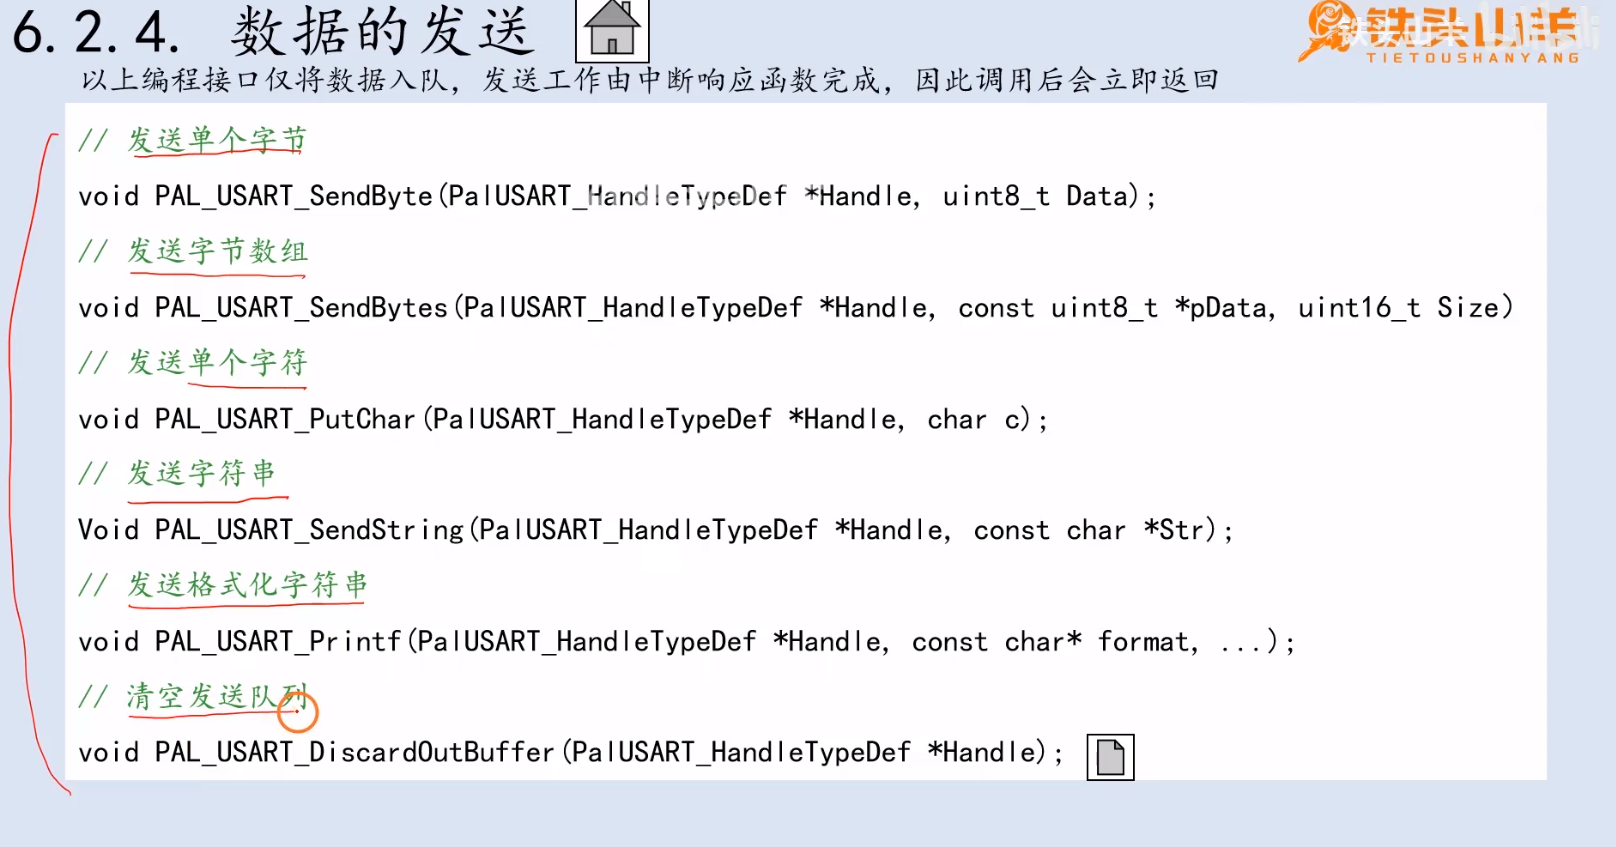 6.2.4. 数据的发送
铁头山羊
TIETOUSHANYANG
以上编程接口仅将数据入队，发送工作由中断响应函数完成，因此调用后会立即返回
// 发送单个字节
void PAL_USART_SendByte(PalUSART_HandleTypeDef *Handle, uint8_t Data);
// 发送字节数组
void PAL_USART_SendBytes(PalUSART_HandleTypeDef *Handle, const uint8_t *pData, uint16_t Size)
// 发送单个字符
void PAL_USART_PutChar(PalUSART_HandleTypeDef *Handle, char c);
// 发送字符串
Void PAL_USART_SendString(PalUSART_HandleTypeDef *Handle, const char *Str);
// 发送格式化字符串
void PAL_USART_Printf(PalUSART_HandleTypeDef *Handle, const char* format, ...);
// 清空发送队列
void PAL_USART_DiscardOutBuffer(PalUSART_HandleTypeDef *Handle);